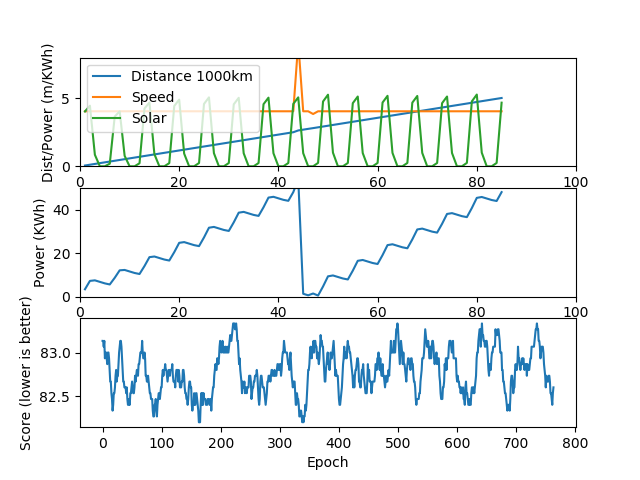 Dist/Power (m/KWh)
5
0
Distance 1000km
Speed
Solar
0 20 40 60 80 100
Power (KWh)
40
20
0
0 20 40 60 80 100
Score (lower is better)
83.0
82.5
0 100 200 300 400 500 600 700 800
Epoch